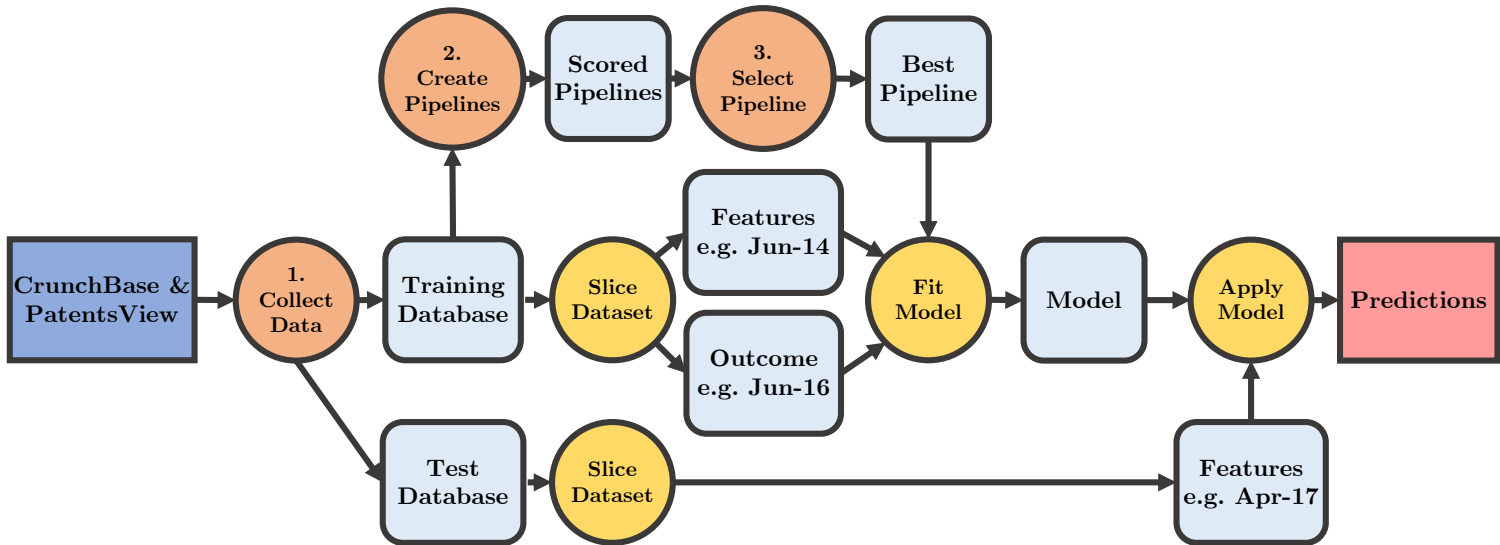 2.
Create
Pipelines
Scored
Pipelines
3.
Select
Pipeline
Best
Pipeline
CrunchBase &
PatentsView
1.
Collect
Data
Training
Database
Slice
Dataset
Features
e.g. Jun-14
Outcome
e.g. Jun-16
Fit
Model
Model
Apply
Model
Predictions
Test
Database
Slice
Dataset
Features
e.g. Apr-17